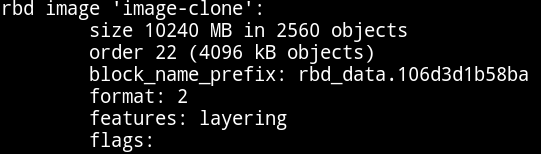 rbd image 'image-clone':
size 10240 MB in 2560 objects
order 22 (4096 kB objects)
block_name_prefix: rbd_data.106d3d1b58ba
format: 2
features: layering
flags: